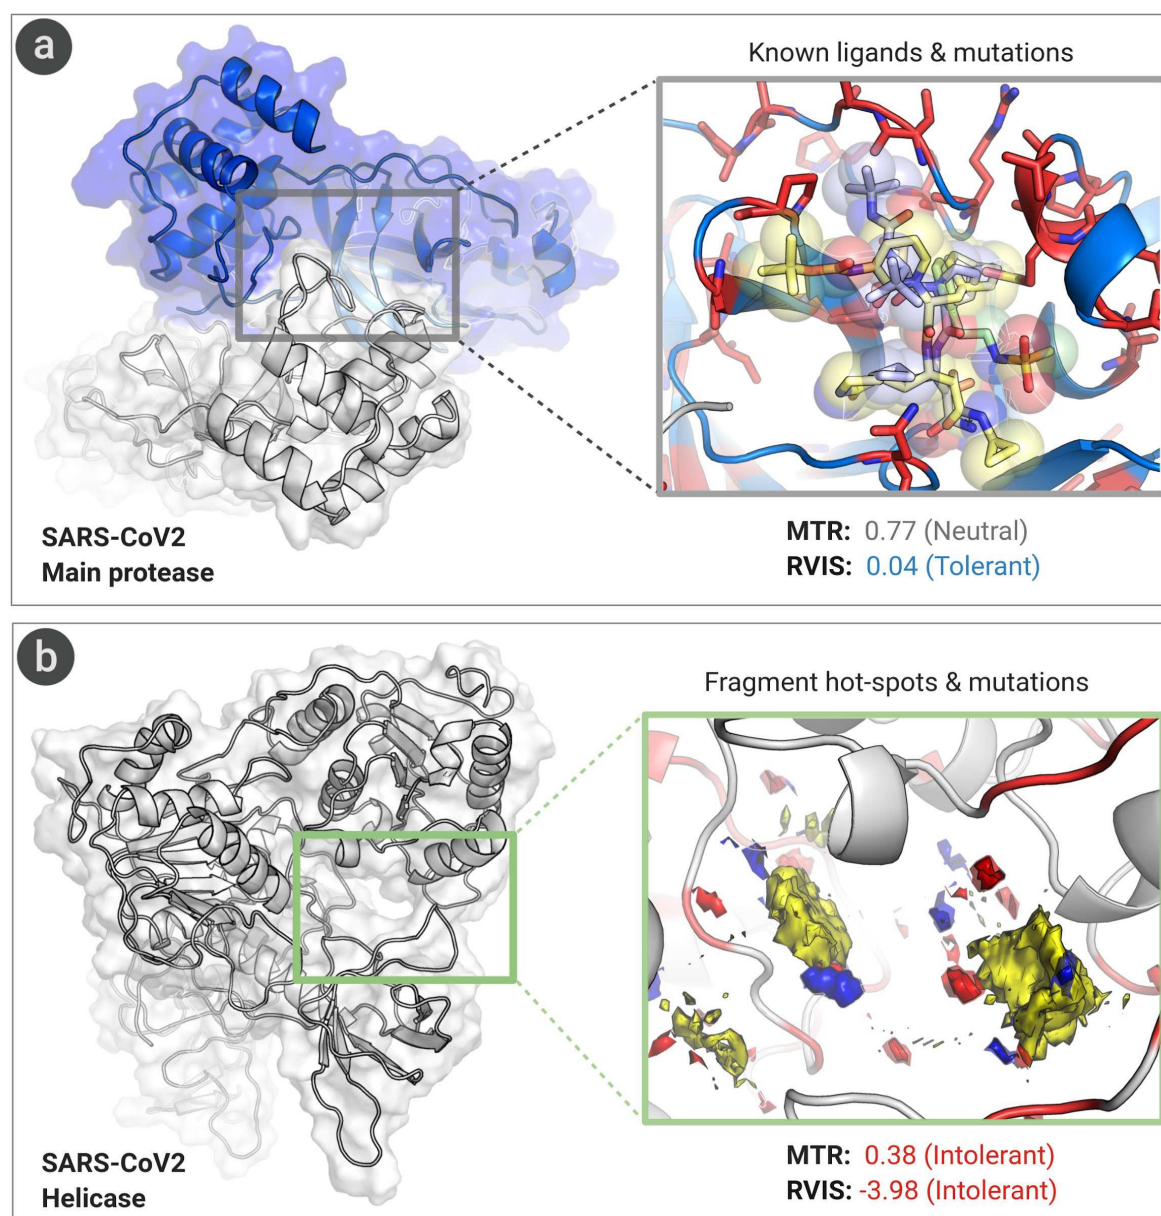 a
Known ligands & mutations
SARS-CoV2
Main protease
MTR: 0.77 (Neutral)
RVIS: 0.04 (Tolerant)
b
Fragment hot-spots & mutations
SARS-CoV2
Helicase
MTR: 0.38 (Intolerant)
RVIS: -3.98 (Intolerant)